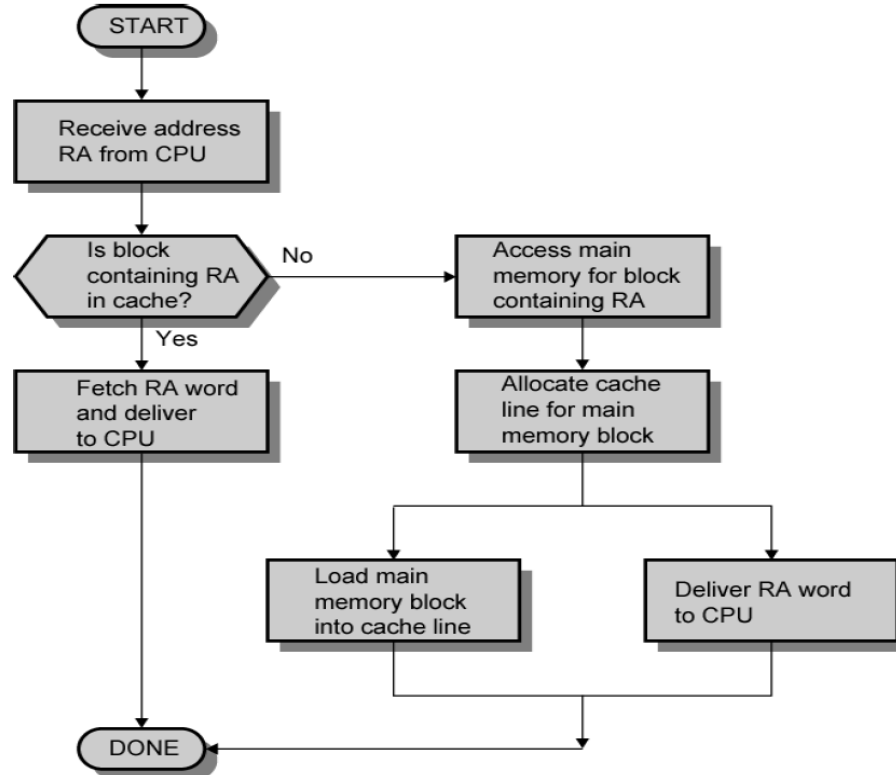 START
Receive address
RA from CPU
Is block
containing RA
in cache?
No
Yes
Access main
memory for block
containing RA
Fetch RA word
and deliver
to CPU
Allocate cache
line for main
memory block
Load main
memory block
into cache line
Deliver RA word
to CPU
DONE